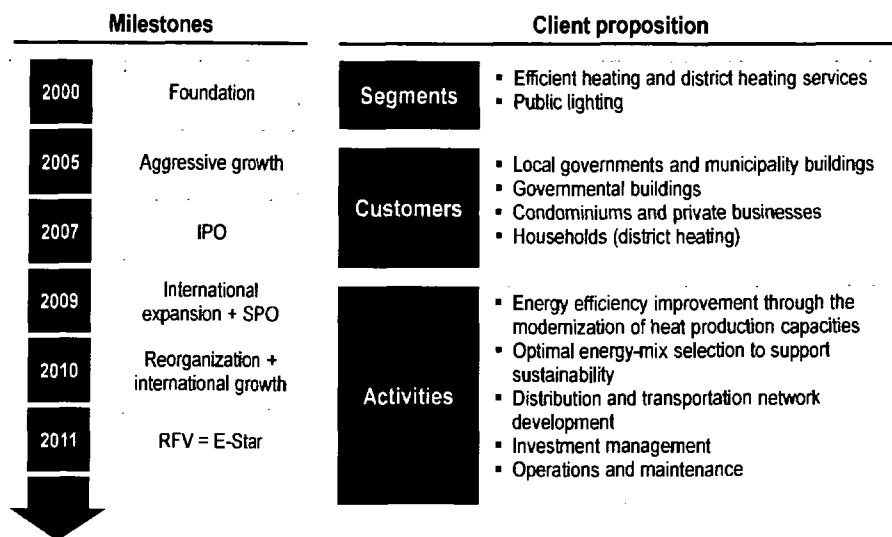 Milestones
2000
Foundation
2005
Aggressive growth
2007
IPO
2009
International
expansion + SPO
2010
Reorganization +
international growth
2011
RFV = E-Star
Client proposition
Segments
▪ Efficient heating and district heating services
▪ Public lighting
Customers
▪ Local governments and municipality buildings
▪ Governmental buildings
▪ Condominiums and private businesses
▪ Households (district heating)
Activities
▪ Energy efficiency improvement through the
modernization of heat production capacities
▪ Optimal energy-mix selection to support
sustainability
▪ Distribution and transportation network
development
▪ Investment management
▪ Operations and maintenance